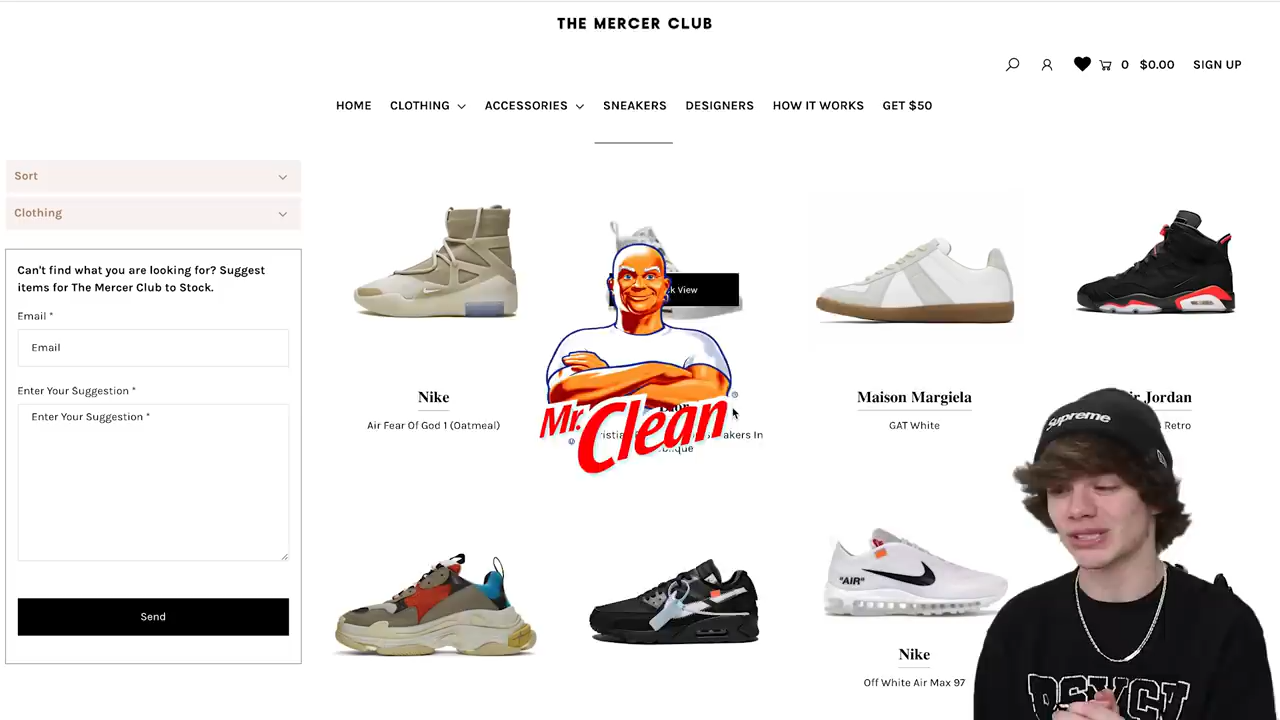 THE MERCER CLUB
0 $0.00 SIGN UP
HOME CLOTHING ACCESSORIES SNEAKERS DESIGNERS HOW IT WORKS GET $50
Sort
Clothing
Can't find what you are looking for? Suggest
items for The Mercer Club to Stock.
Email *
Email
Enter Your Suggestion *
Enter Your Suggestion *
Send
View
Mr. Clean
Nike
Air Fear Of God 1 (Oatmeal)
Maison Margiela
GAT White
Jordan
Retro
"AIR"
Nike
Off White Air Max 97
Supreme